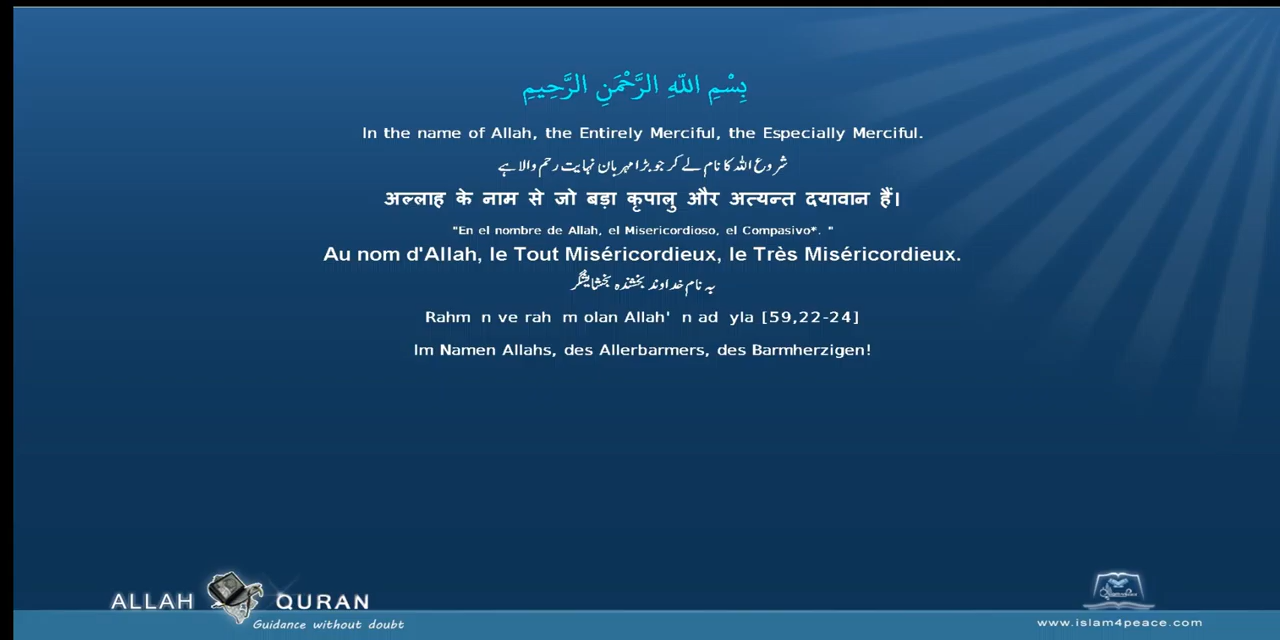 بِسْمِ اللَّهِ الرَّحْمَنِ الرَّحِيمِ
In the name of Allah, the Entirely Merciful, the Especially Merciful.
شروع اللہ کا نام لے کر جو بڑا مہربان نہایت رحم والا ہے
अल्लाह के नाम से जो बड़ा कृपालु और अत्यन्त दयावान हैं।
"En el nombre de Allah, el Misericordioso, el Compasivo*. "
Au nom d'Allah, le Tout Miséricordieux, le Très Miséricordieux.
به نام خداوند بخشنده بخشایشگر
Rahm n ve rah m olan Allah' n ad yla [59,22-24]
Im Namen Allahs, des Allerbarmers, des Barmherzigen!
ALLAH QURAN
Guidance without doubt
www.islam4peace.com